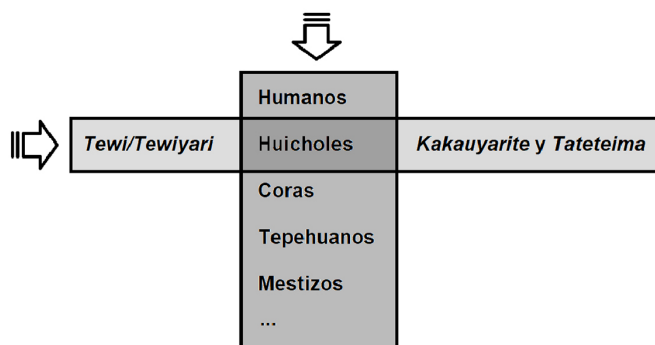 Humanos
Tewi/Tewiyari Huicholes Kakauyarite y Tateteima
Coras
Tepehuanos
Mestizos
...